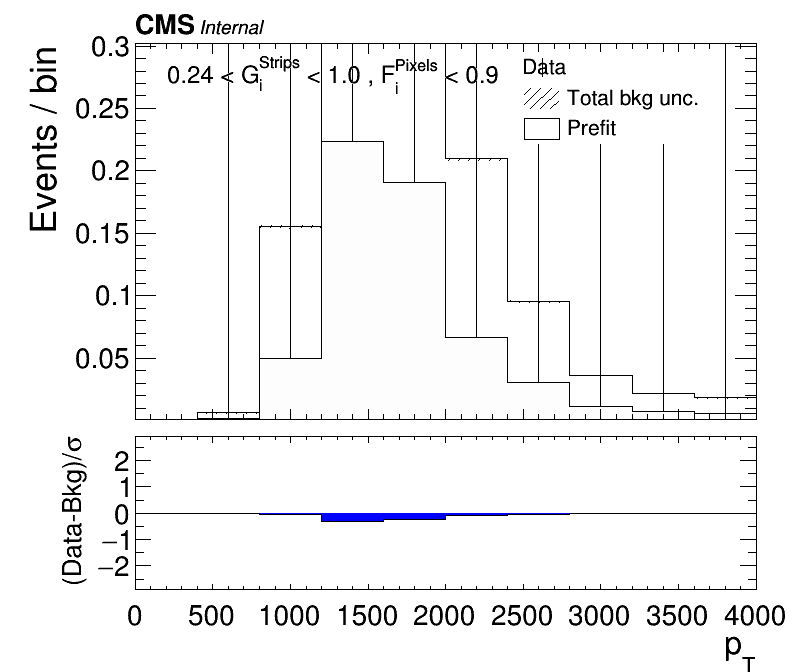 CMS Internal
0.24 < G_i^Strips < 1.0 , F_i^Pixels < 0.9
Data
Total bkg unc.
Prefit
Events / bin
0.3
0.25
0.2
0.15
0.1
0.05
(Data-Bkg)/σ
2
1
0
−1
−2
0 500 1000 1500 2000 2500 3000 3500 4000
p_T